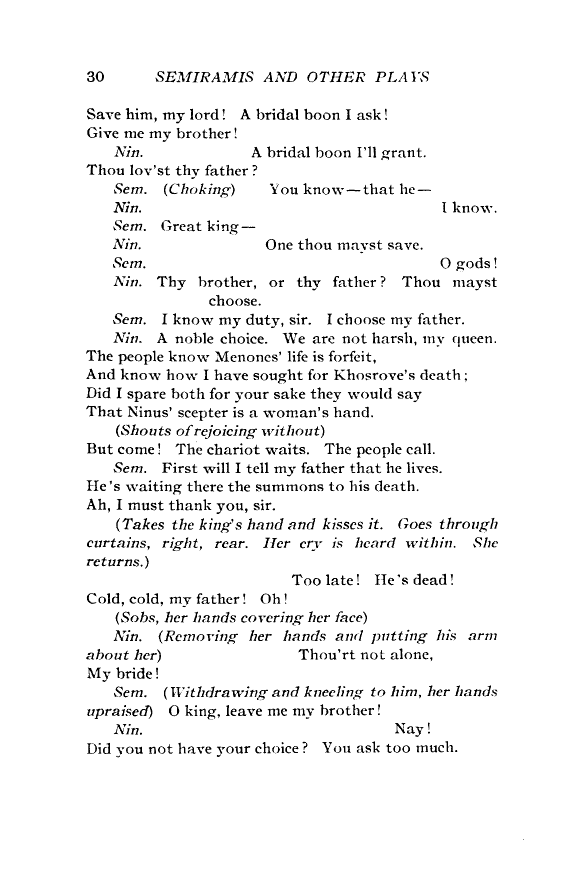 30 SEMIRAMIS AND OTHER PLAYS
Save him, my lord! A bridal boon I ask!
Give me my brother!
Nin. A bridal boon I'll grant.
Thou lov'st thy father?
Sem. (Choking) You know—that he—
Nin. I know.
Sem. Great king—
Nin. One thou mayst save.
Sem. O gods!
Nin. Thy brother, or thy father? Thou mayst
choose.
Sem. I know my duty, sir. I choose my father.
Nin. A noble choice. We are not harsh, my queen.
The people know Menones' life is forfeit,
And know how I have sought for Khosrove's death;
Did I spare both for your sake they would say
That Ninus' scepter is a woman's hand.
(Shouts of rejoicing without)
But come! The chariot waits. The people call.
Sem. First will I tell my father that he lives.
He's waiting there the summons to his death.
Ah, I must thank you, sir.
(Takes the king's hand and kisses it. Goes through
curtains, right, rear. Her cry is heard within. She
returns.)
Too late! He's dead!
Cold, cold, my father! Oh!
(Sobs, her hands covering her face)
Nin. (Removing her hands and putting his arm
about her) Thou'rt not alone,
My bride!
Sem. (Withdrawing and kneeling to him, her hands
upraised) O king, leave me my brother!
Nin. Nay!
Did you not have your choice? You ask too much.